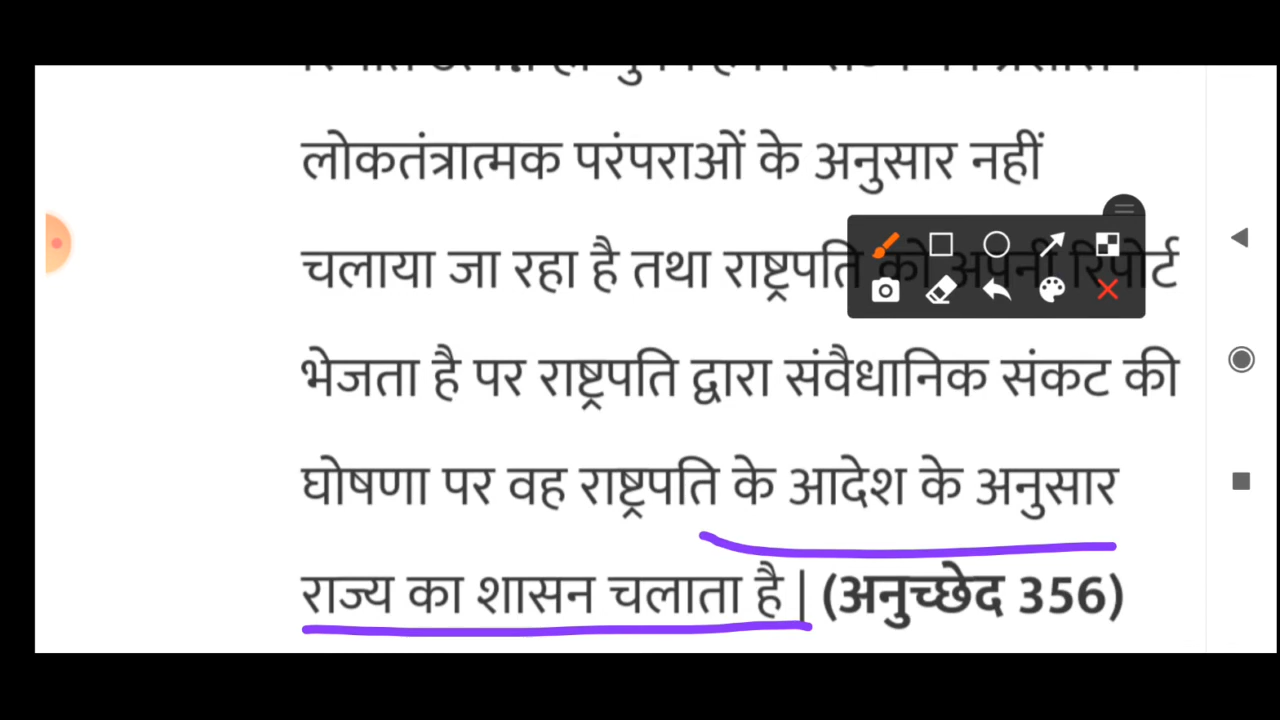 लोकतंत्रात्मक परंपराओं के अनुसार नहीं
चलाया जा रहा है तथा राष्ट्रपति को अपनी रिपोर्ट
भेजता है पर राष्ट्रपति द्वारा संवैधानिक संकट की
घोषणा पर वह राष्ट्रपति के आदेश के अनुसार
राज्य का शासन चलाता है | (अनुच्छेद 356)